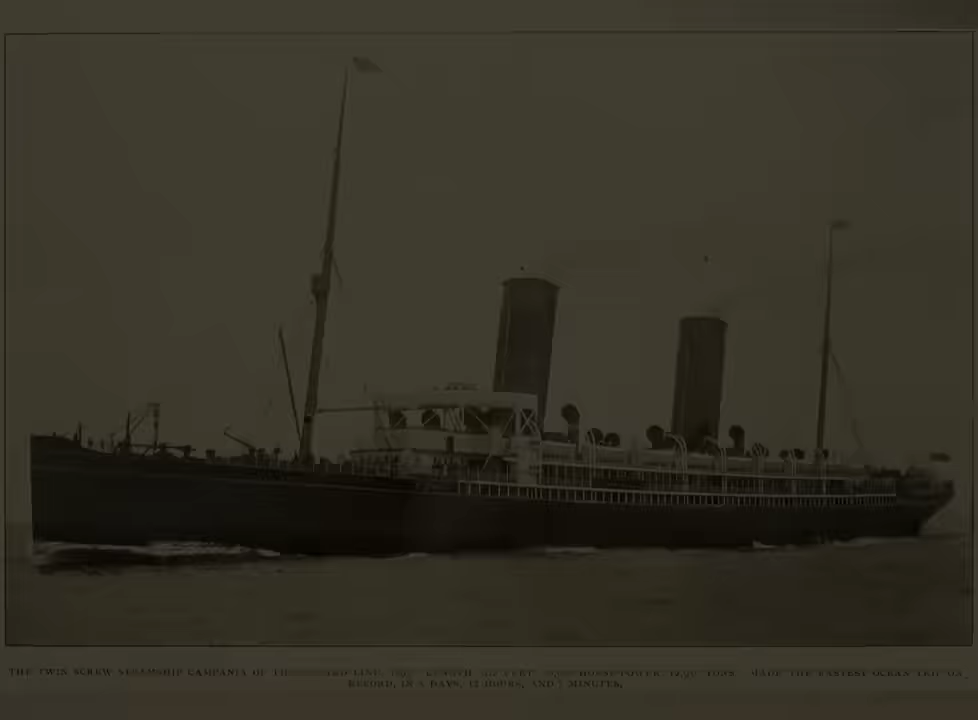 THE TWIN SCREW STEAMSHIP CAMPANIA OF LINE, LENGTH FEET HORSE-POWER, TONS MADE THE FASTEST OCEAN TRIP ON
RECORD, IN 5 DAYS, 12 HOURS, AND 7 MINUTES.